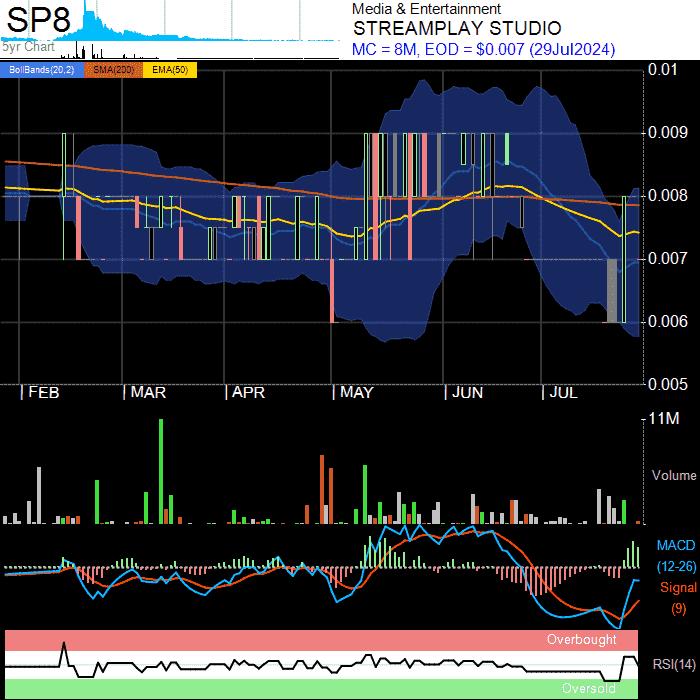 SP8
5yr Chart
Media & Entertainment
STREAMPLAY STUDIO
MC = 8M, EOD = $0.007 (29Jul2024)
BollBands(20,2) SMA(200) EMA(50)
0.01
0.009
0.008
0.007
0.006
0.005
FEB MAR APR MAY JUN JUL
11M
Volume
MACD
(12-26)
Signal
(9)
Overbought
RSI(14)
Oversold